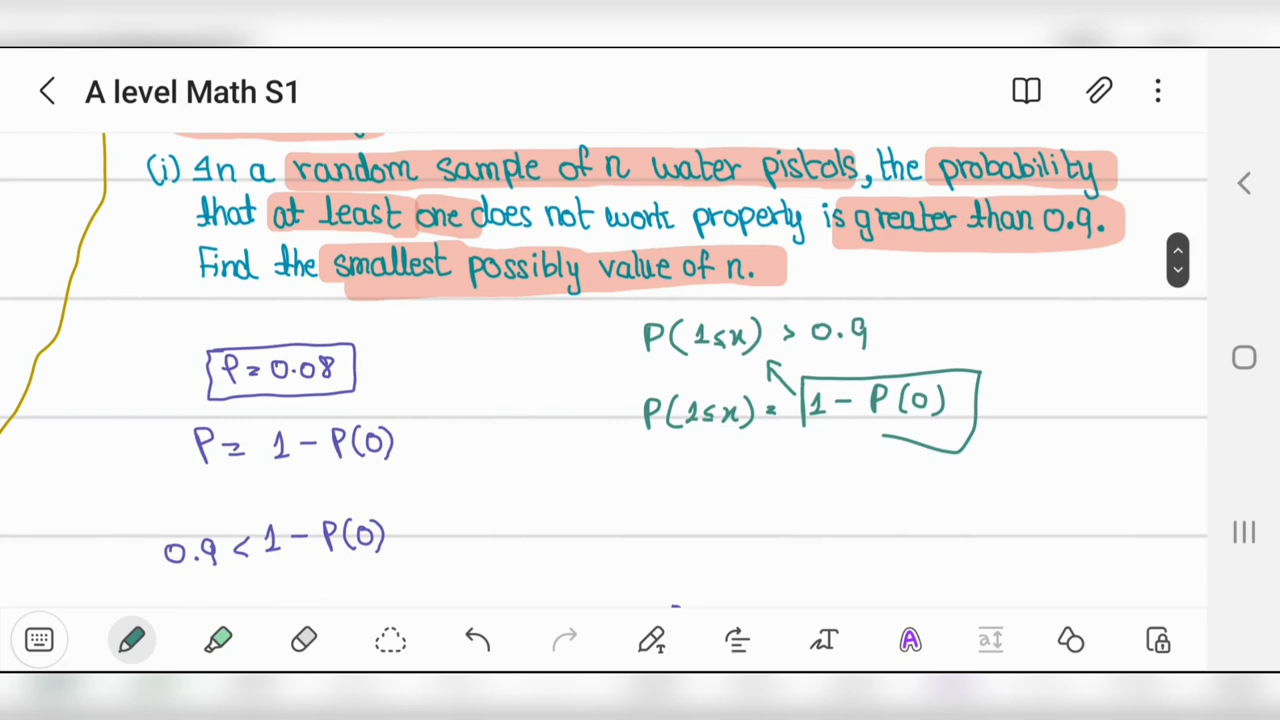 A level Math S1
(i) In a random sample of n water pistols, the probability
that at least one does not work property is greater than 0.9.
Find the smallest possibly value of n.
P(1≤x) > 0.9
P = 0.08
P(1≤x) = 1 - P(0)
P = 1 - P(0)
0.9 < 1 - P(0)